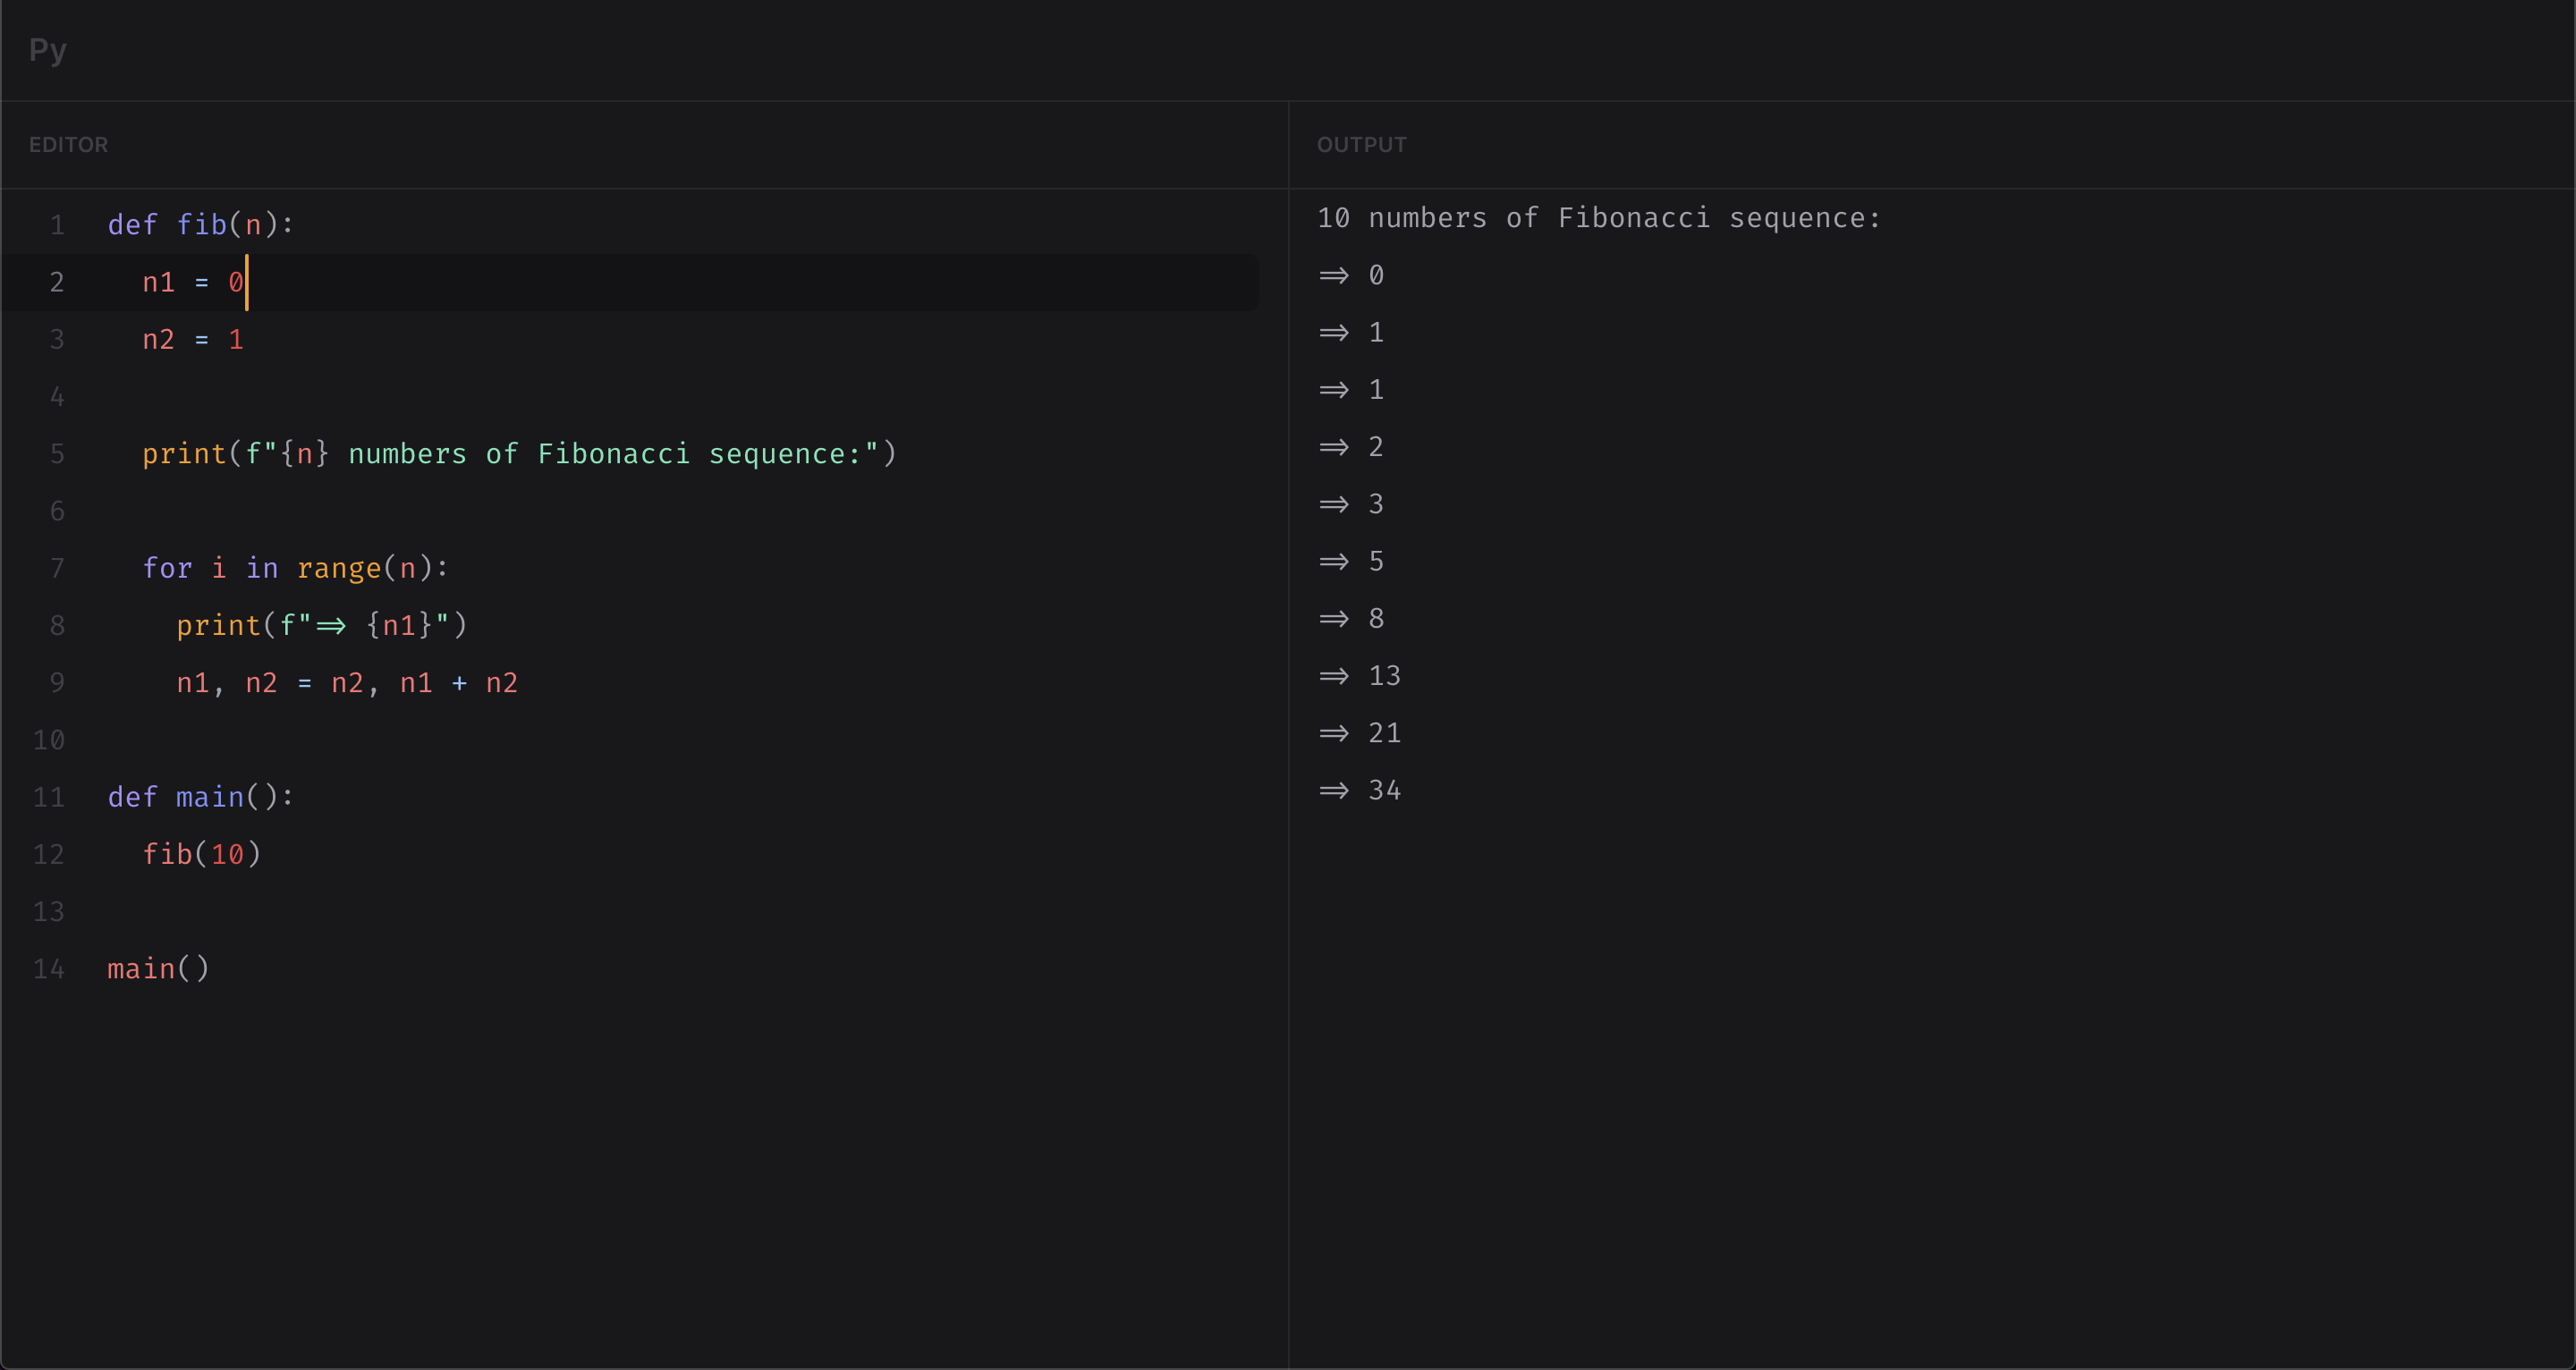 Py
EDITOR
1 def fib(n):
2   n1 = 0
3   n2 = 1
4
5   print(f"{n} numbers of Fibonacci sequence:")
6
7   for i in range(n):
8     print(f"=> {n1}")
9     n1, n2 = n2, n1 + n2
10
11 def main():
12   fib(10)
13
14 main()
OUTPUT
10 numbers of Fibonacci sequence:
=> 0
=> 1
=> 1
=> 2
=> 3
=> 5
=> 8
=> 13
=> 21
=> 34